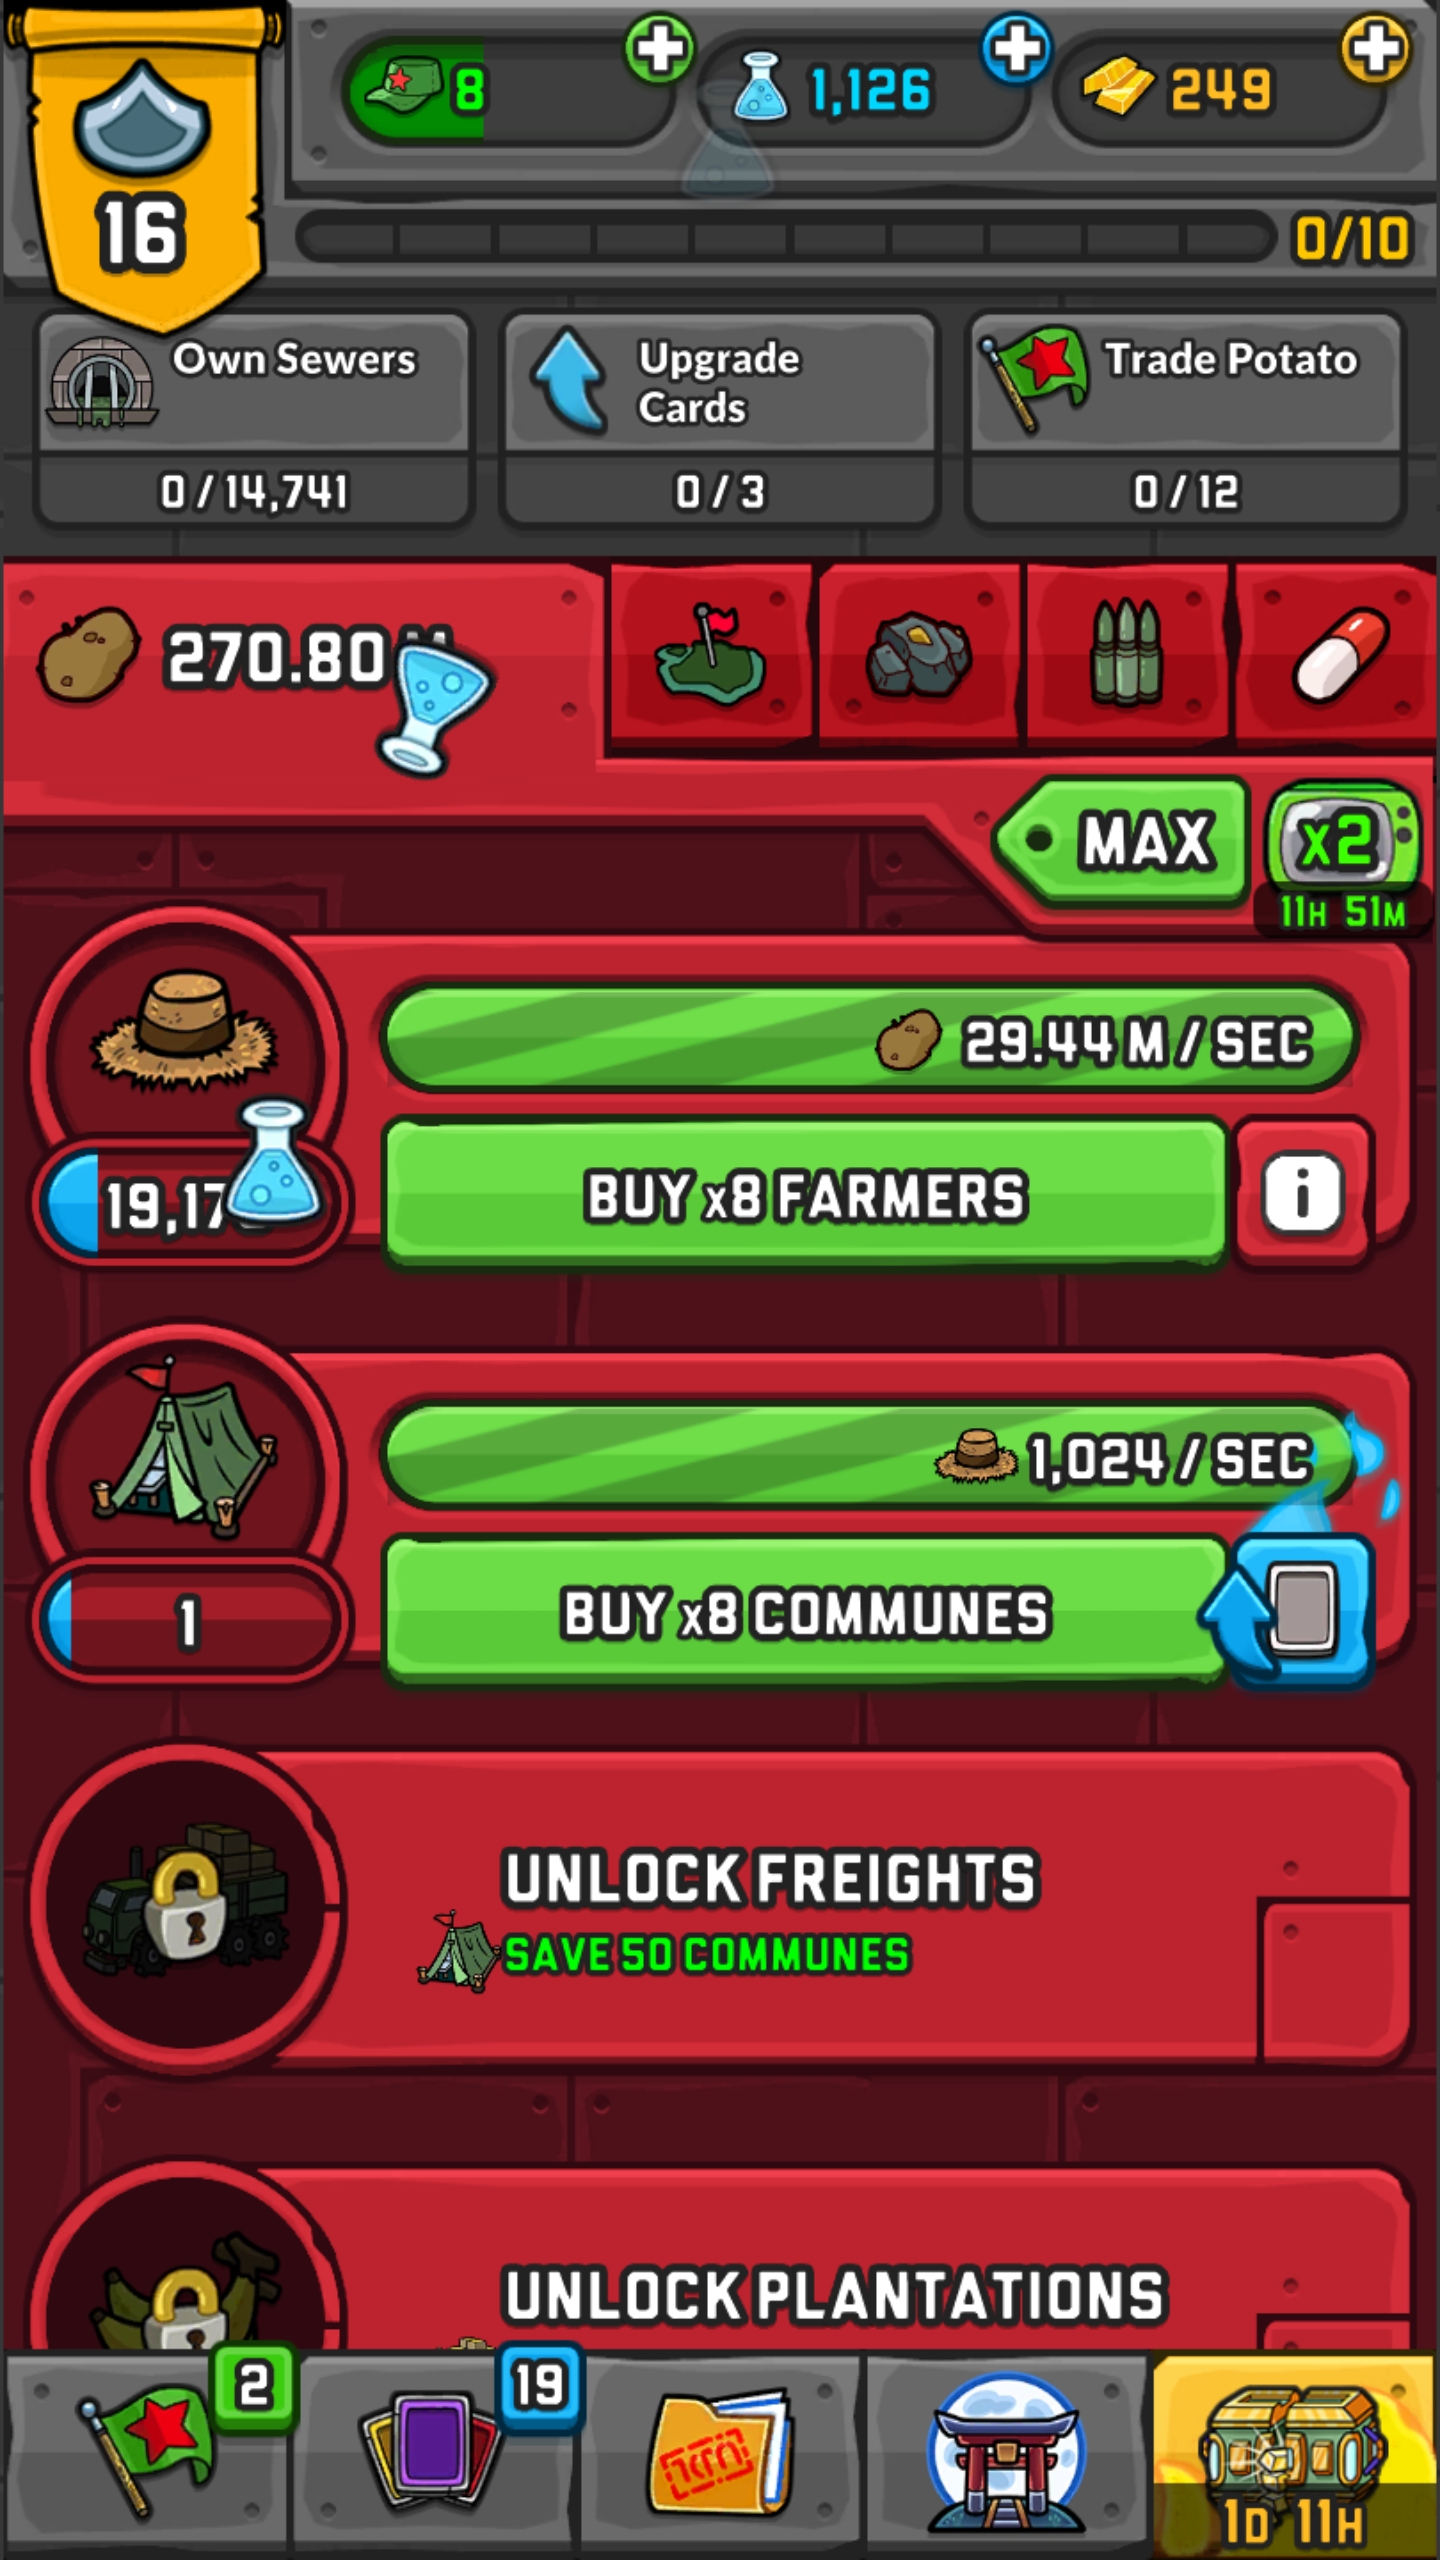 8
1,126
249
16
0/10
Own Sewers
0 / 14,741
Upgrade
Cards
0 / 3
Trade Potato
0 / 12
270.80
MAX
x2
11H 51M
29.44 M / SEC
19,17
BUY x8 FARMERS
i
1,024 / SEC
1
BUY x8 COMMUNES
UNLOCK FREIGHTS
SAVE 50 COMMUNES
UNLOCK PLANTATIONS
2
19
1D 11H